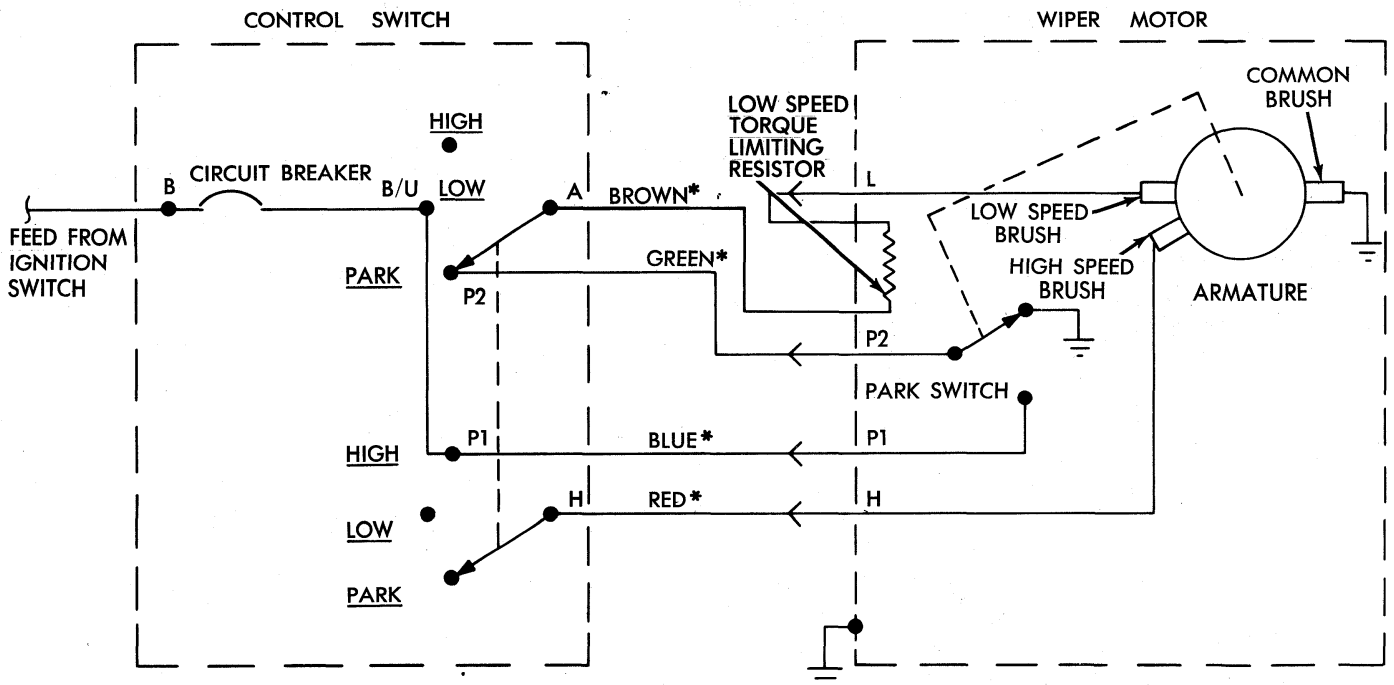 CONTROL SWITCH
WIPER MOTOR
COMMON
BRUSH
LOW SPEED
TORQUE
LIMITING
RESISTOR
HIGH
CIRCUIT BREAKER
B
B/U
LOW
A
BROWN*
L
FEED FROM
IGNITION
SWITCH
LOW SPEED
BRUSH
PARK
P2
GREEN*
HIGH SPEED
BRUSH
ARMATURE
P2
PARK SWITCH
HIGH
P1
BLUE*
P1
H
RED*
H
LOW
PARK